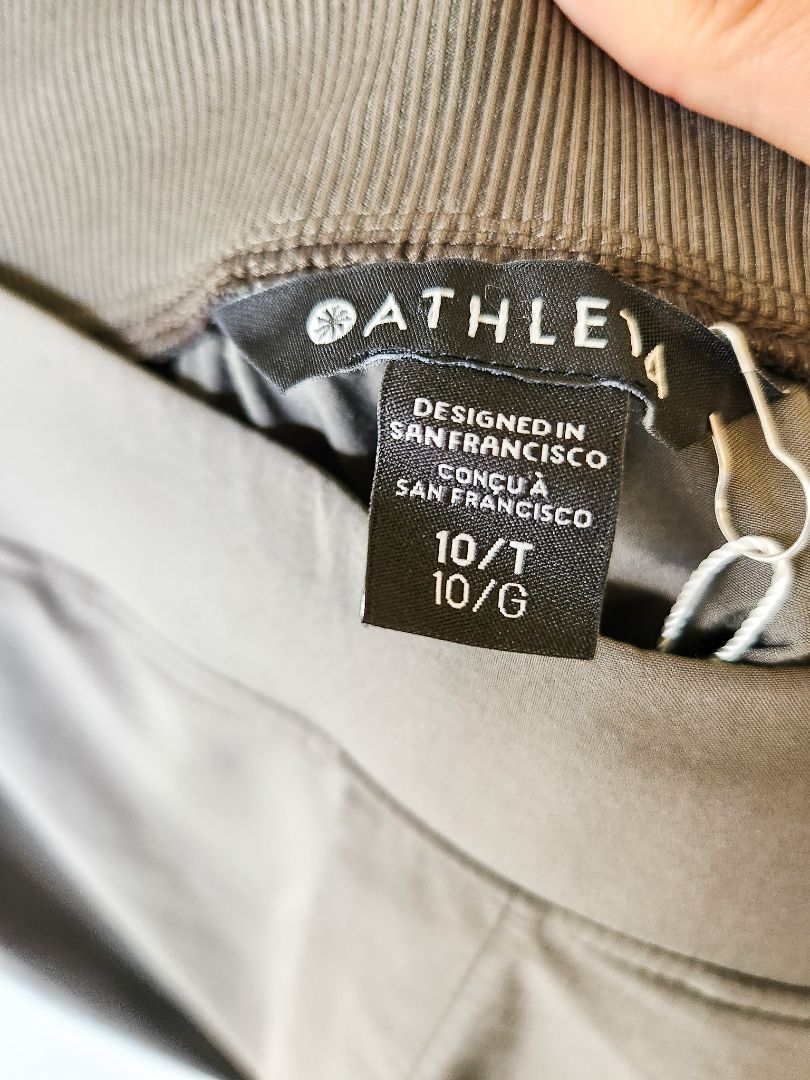 ATHLETA
DESIGNED IN
SAN FRANCISCO
CONÇU À
SAN FRANCISCO
10/T
10/G